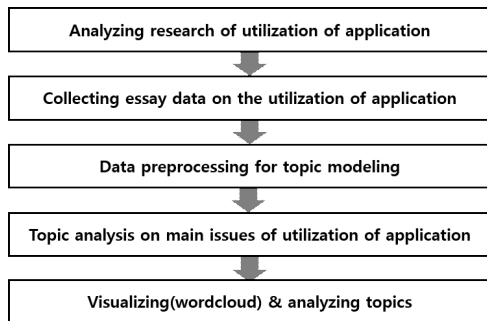 Analyzing research of utilization of application
Collecting essay data on the utilization of application
Data preprocessing for topic modeling
Topic analysis on main issues of utilization of application
Visualizing(wordcloud) & analyzing topics